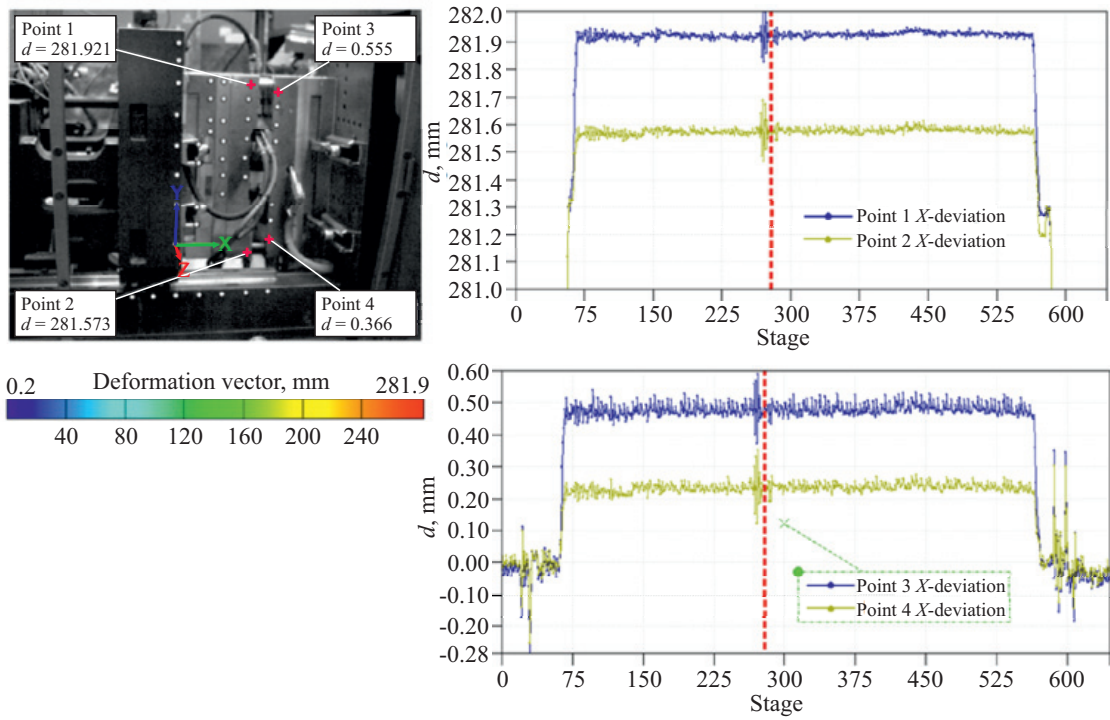 Point 1
d = 281.921
Point 3
d = 0.555
Y
X
Z
Point 2
d = 281.573
Point 4
d = 0.366
0.2 Deformation vector, mm 281.9
40 80 120 160 200 240
d, mm
282.0
281.9
281.8
281.7
281.6
281.5
281.4
281.3
281.2
281.1
281.0
Point 1 X-deviation
Point 2 X-deviation
0 75 150 225 300 375 450 525 600
Stage
d, mm
0.60
0.50
0.40
0.30
0.20
0.10
0.00
-0.10
-0.20
-0.28
Point 3 X-deviation
Point 4 X-deviation
0 75 150 225 300 375 450 525 600
Stage